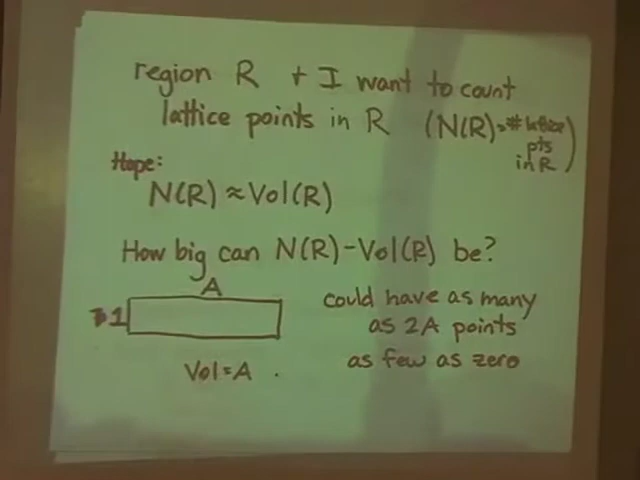 region R + I want to count
lattice points in R (N(R)=# lattice
pts
in R)
Hope:
N(R) ≈ Vol(R)
How big can N(R)-Vol(R) be?
A
1
could have as many
as 2A points
Vol=A
as few as zero